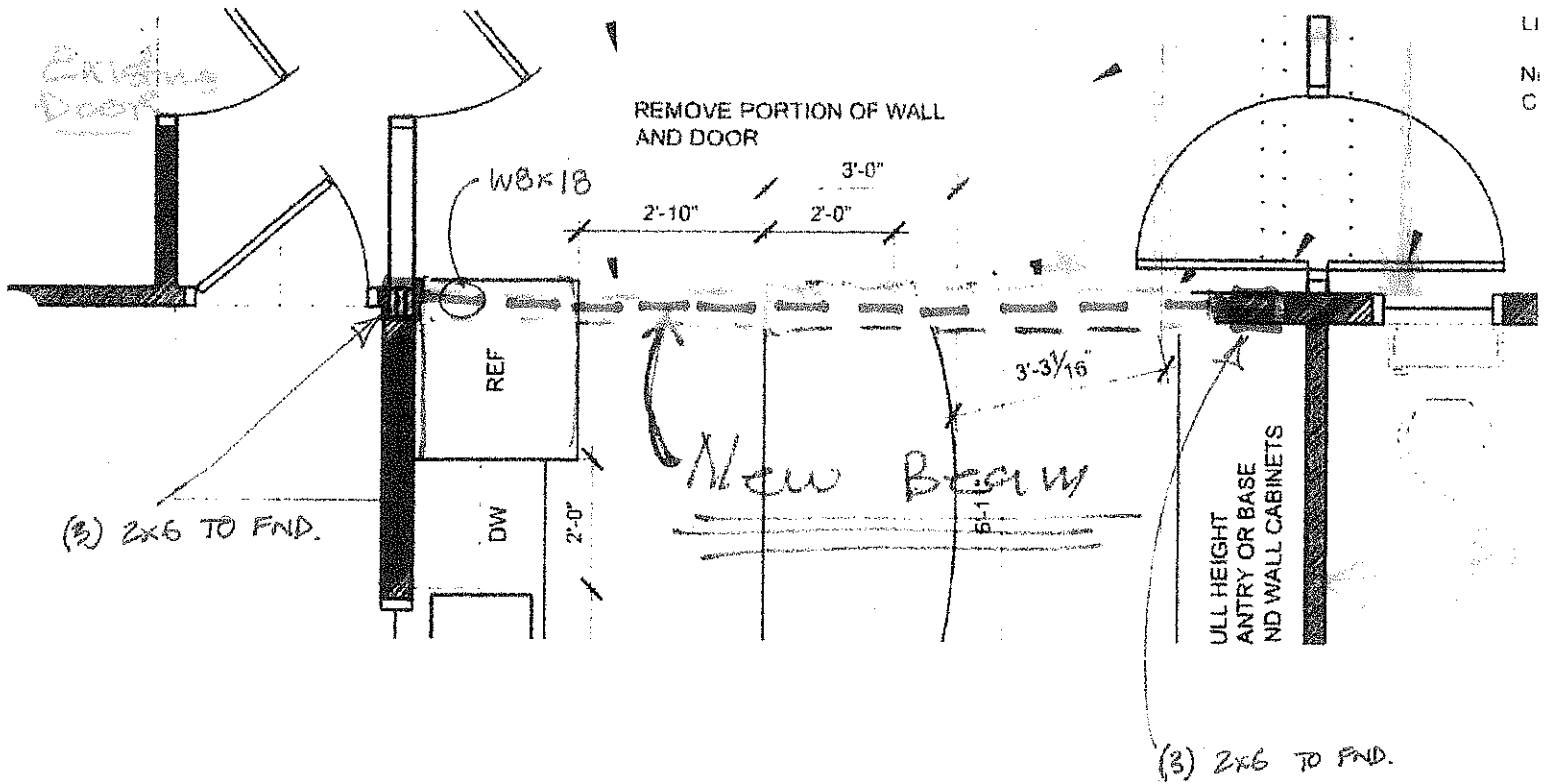 Existing
Door
REMOVE PORTION OF WALL
AND DOOR
W8x18
3'-0"
2'-10"
2'-0"
REF
3'-3 1/16"
New Beam
(3) 2x6 TO FND.
DW
2'-0"
ULL HEIGHT
ANTRY OR BASE
ND WALL CABINETS
(3) 2x6 TO FND.